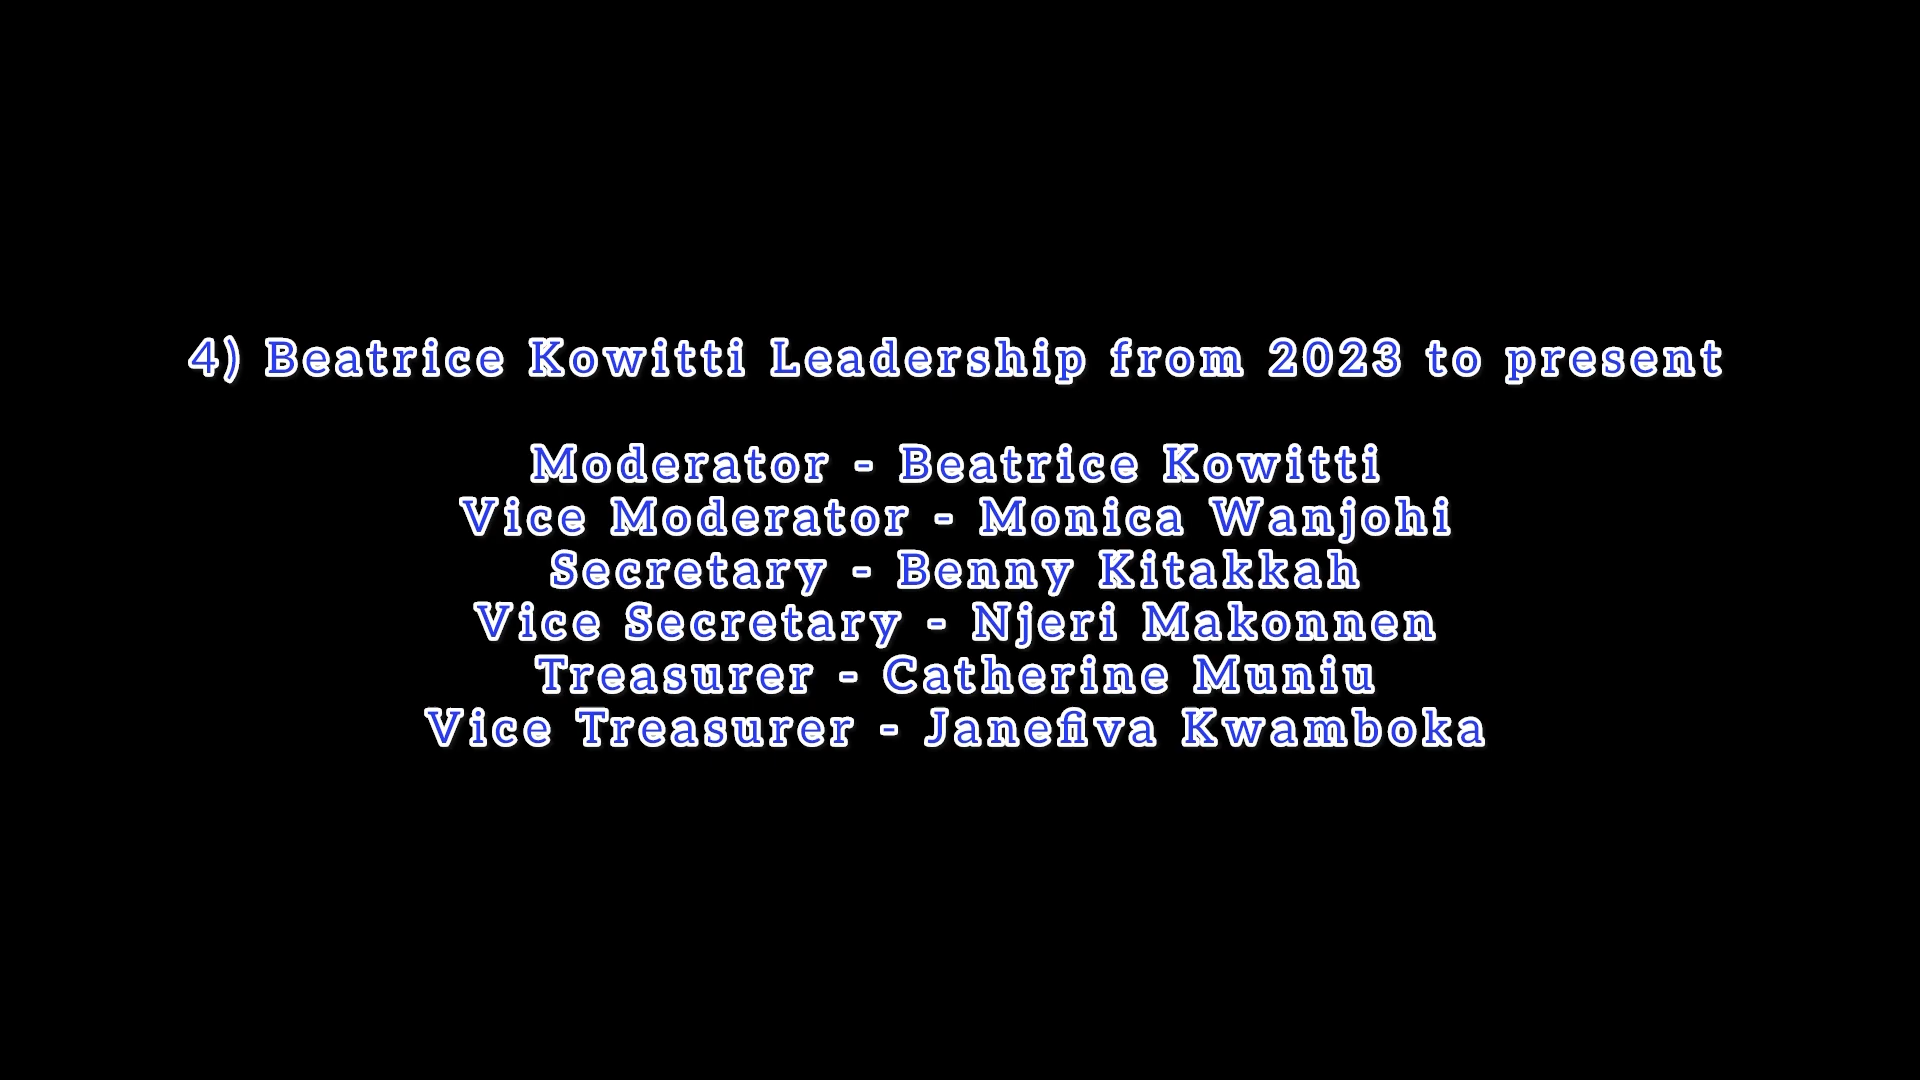 4) Beatrice Kowitti Leadership from 2023 to present
Moderator - Beatrice Kowitti
Vice Moderator - Monica Wanjohi
Secretary - Benny Kitakkah
Vice Secretary - Njeri Makonnen
Treasurer - Catherine Muniu
Vice Treasurer - Janefiva Kwamboka